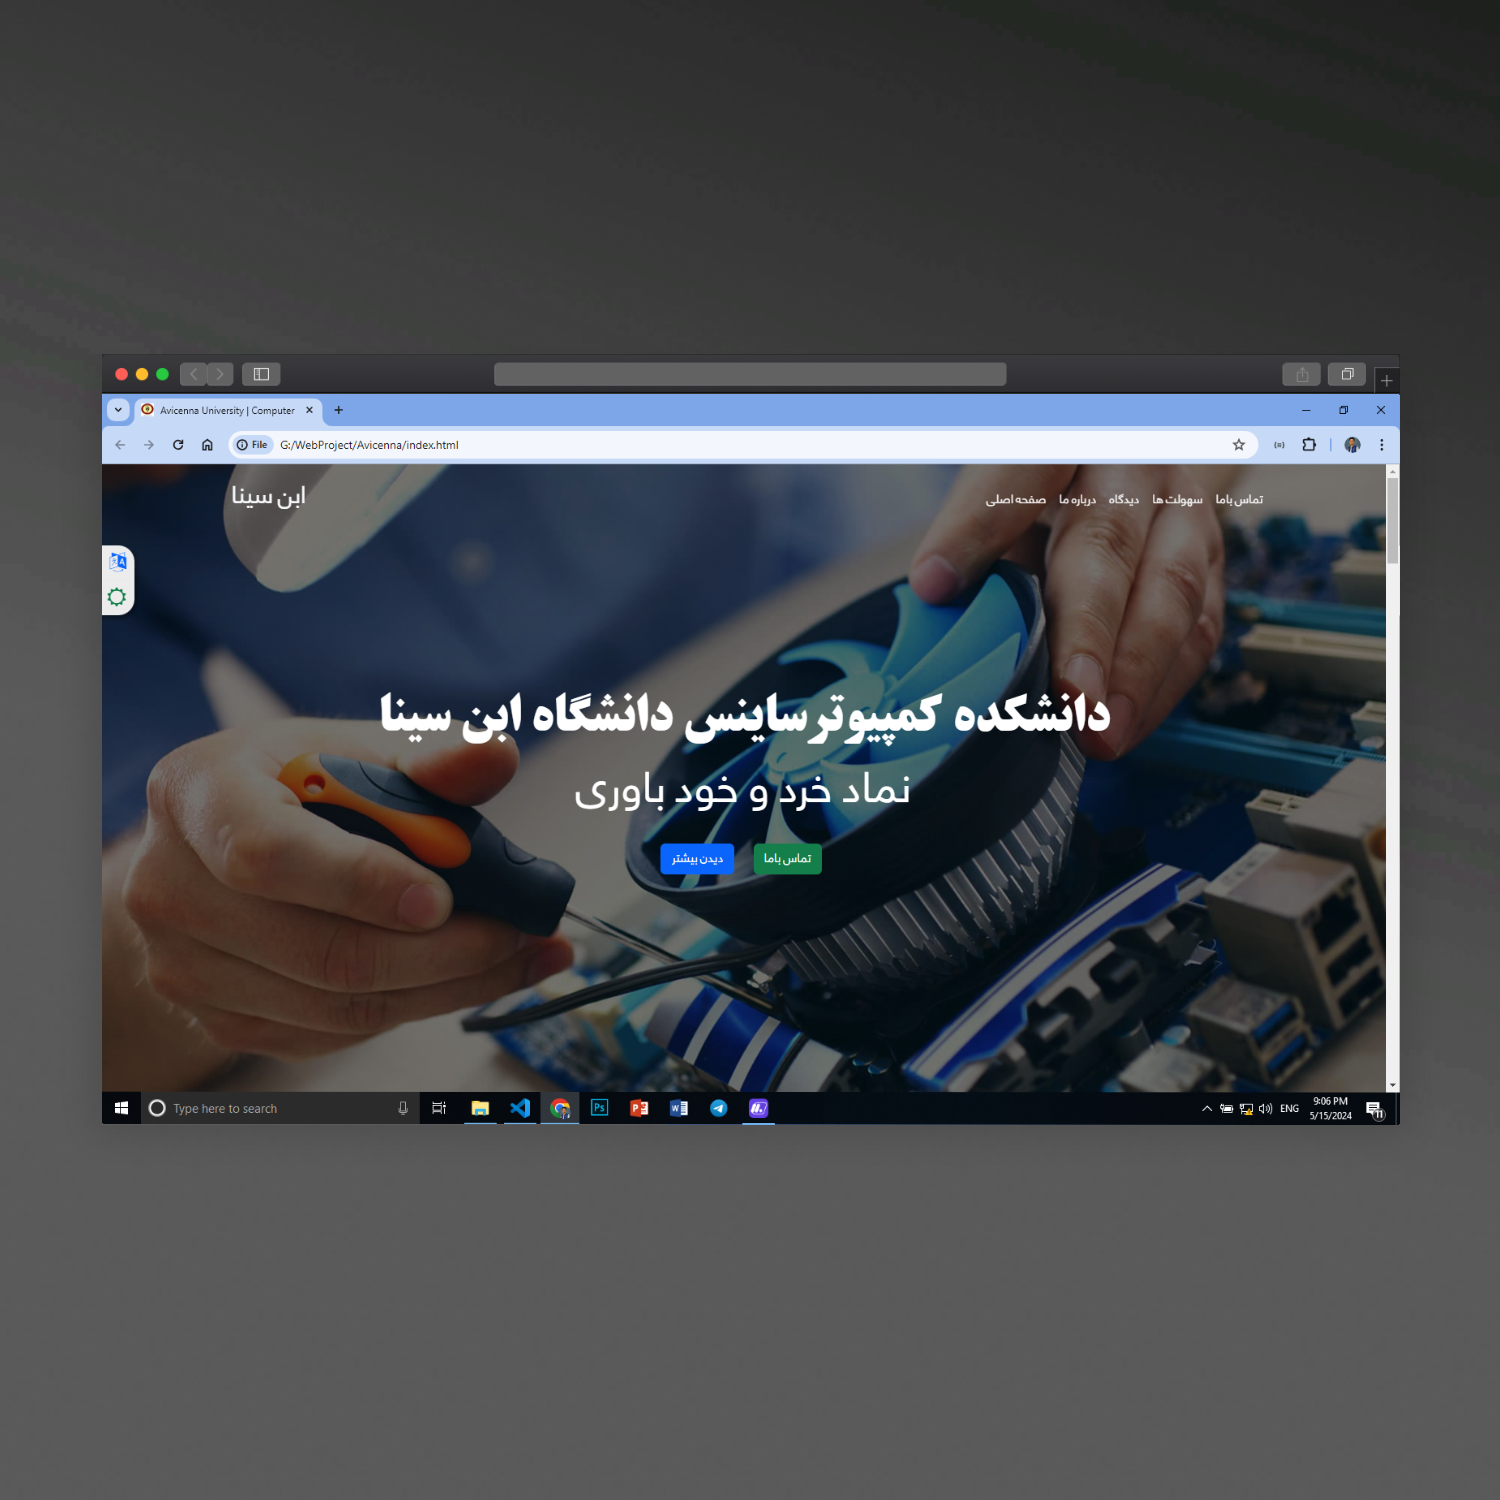 Avicenna University | Computer
File G:/WebProject/Avicenna/index.html
ابن سینا
صفحه اصلی درباره ما دیدگاه سهولت ها تماس باما
دانشکده کمپیوترساینس دانشگاه ابن سینا
نماد خرد و خود باوری
دیدن بیشتر تماس باما
Type here to search
Ps P W
ENG
9:06 PM
5/15/2024
11